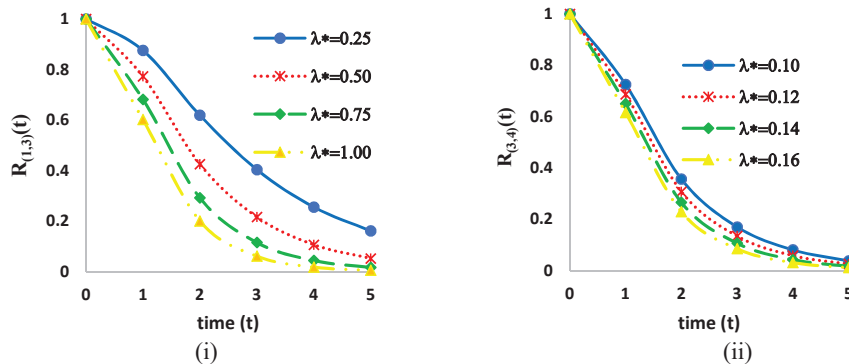 R(1,3)(t)
1
0.8
0.6
0.4
0.2
0
0 1 2 3 4 5
time (t)
λ*=0.25
λ*=0.50
λ*=0.75
λ*=1.00
(i)
R(3,4)(t)
1
0.8
0.6
0.4
0.2
0
0 1 2 3 4 5
time (t)
λ*=0.10
λ*=0.12
λ*=0.14
λ*=0.16
(ii)